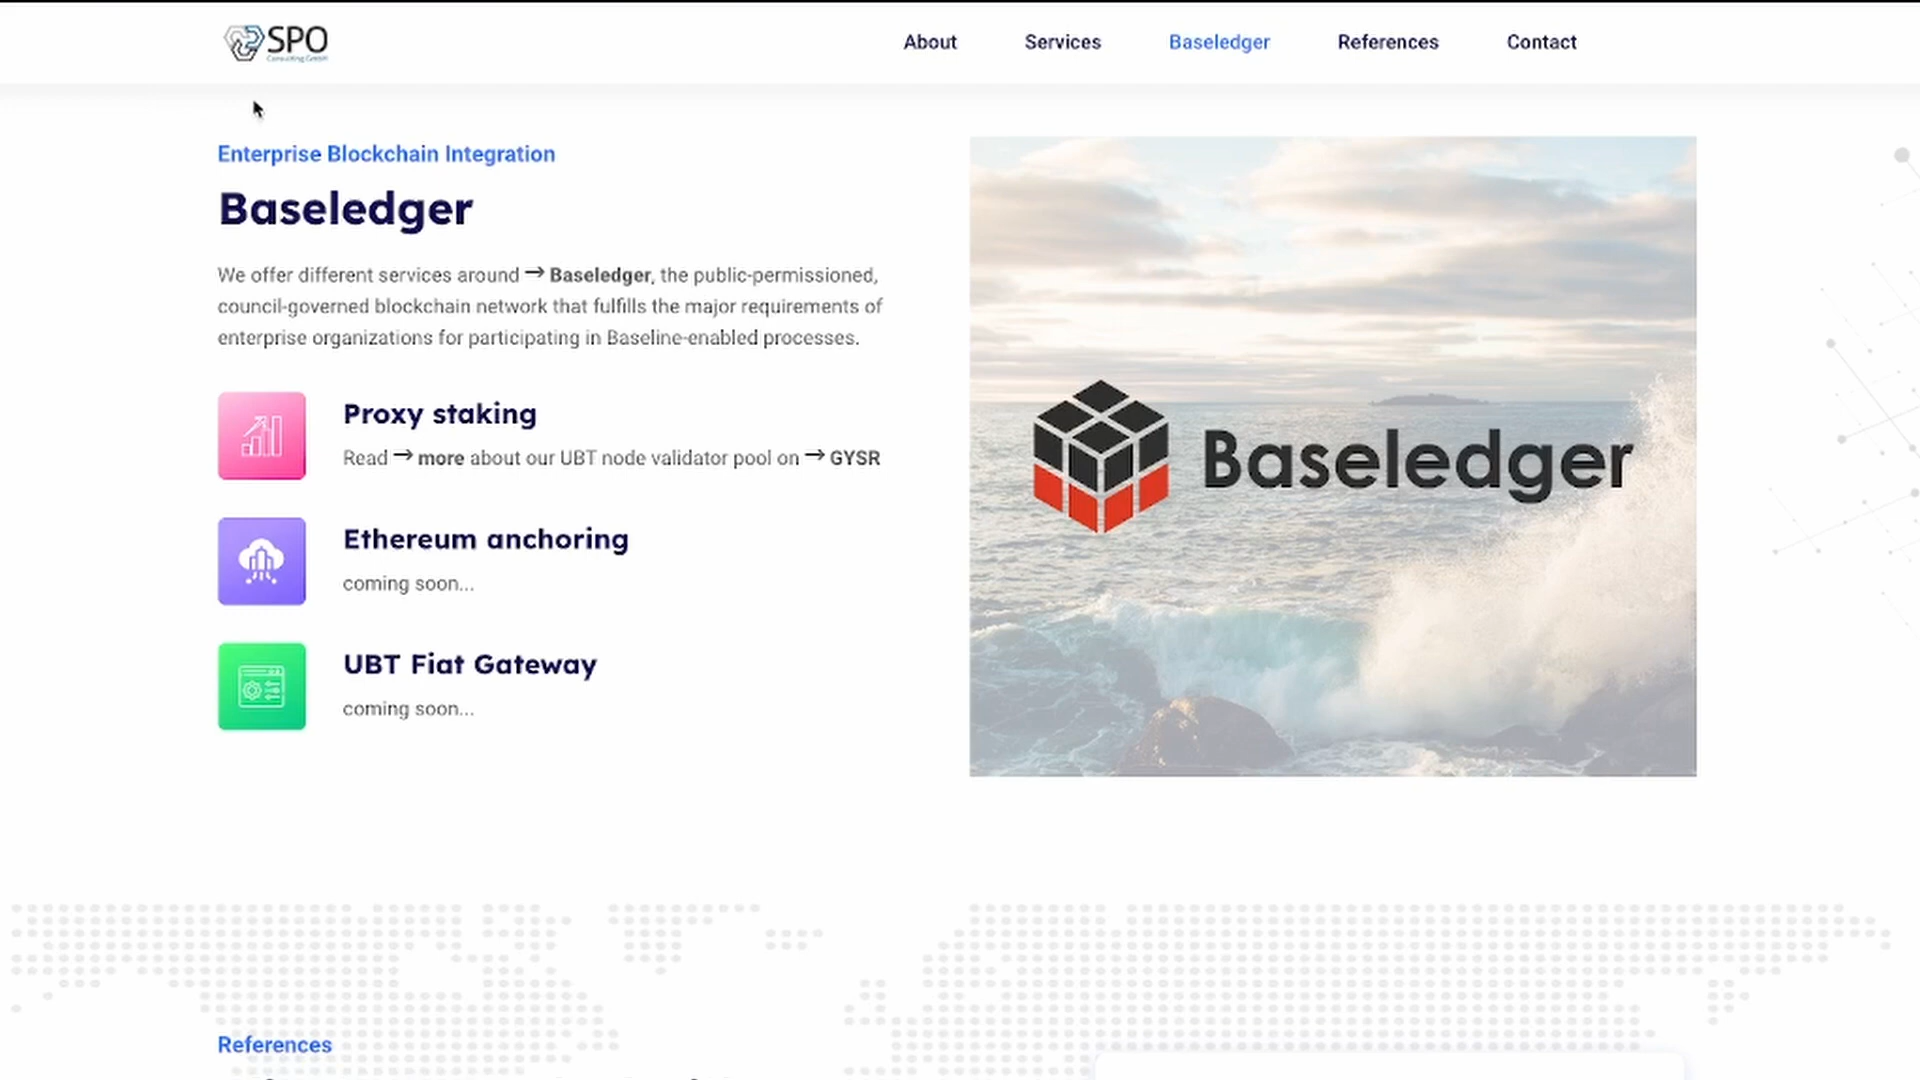 SPO
Consulting GmbH
About Services Baseledger References Contact
Enterprise Blockchain Integration
Baseledger
We offer different services around → Baseledger, the public-permissioned,
council-governed blockchain network that fulfills the major requirements of
enterprise organizations for participating in Baseline-enabled processes.
Proxy staking
Read → more about our UBT node validator pool on → GYSR
Ethereum anchoring
coming soon...
UBT Fiat Gateway
coming soon...
Baseledger
References